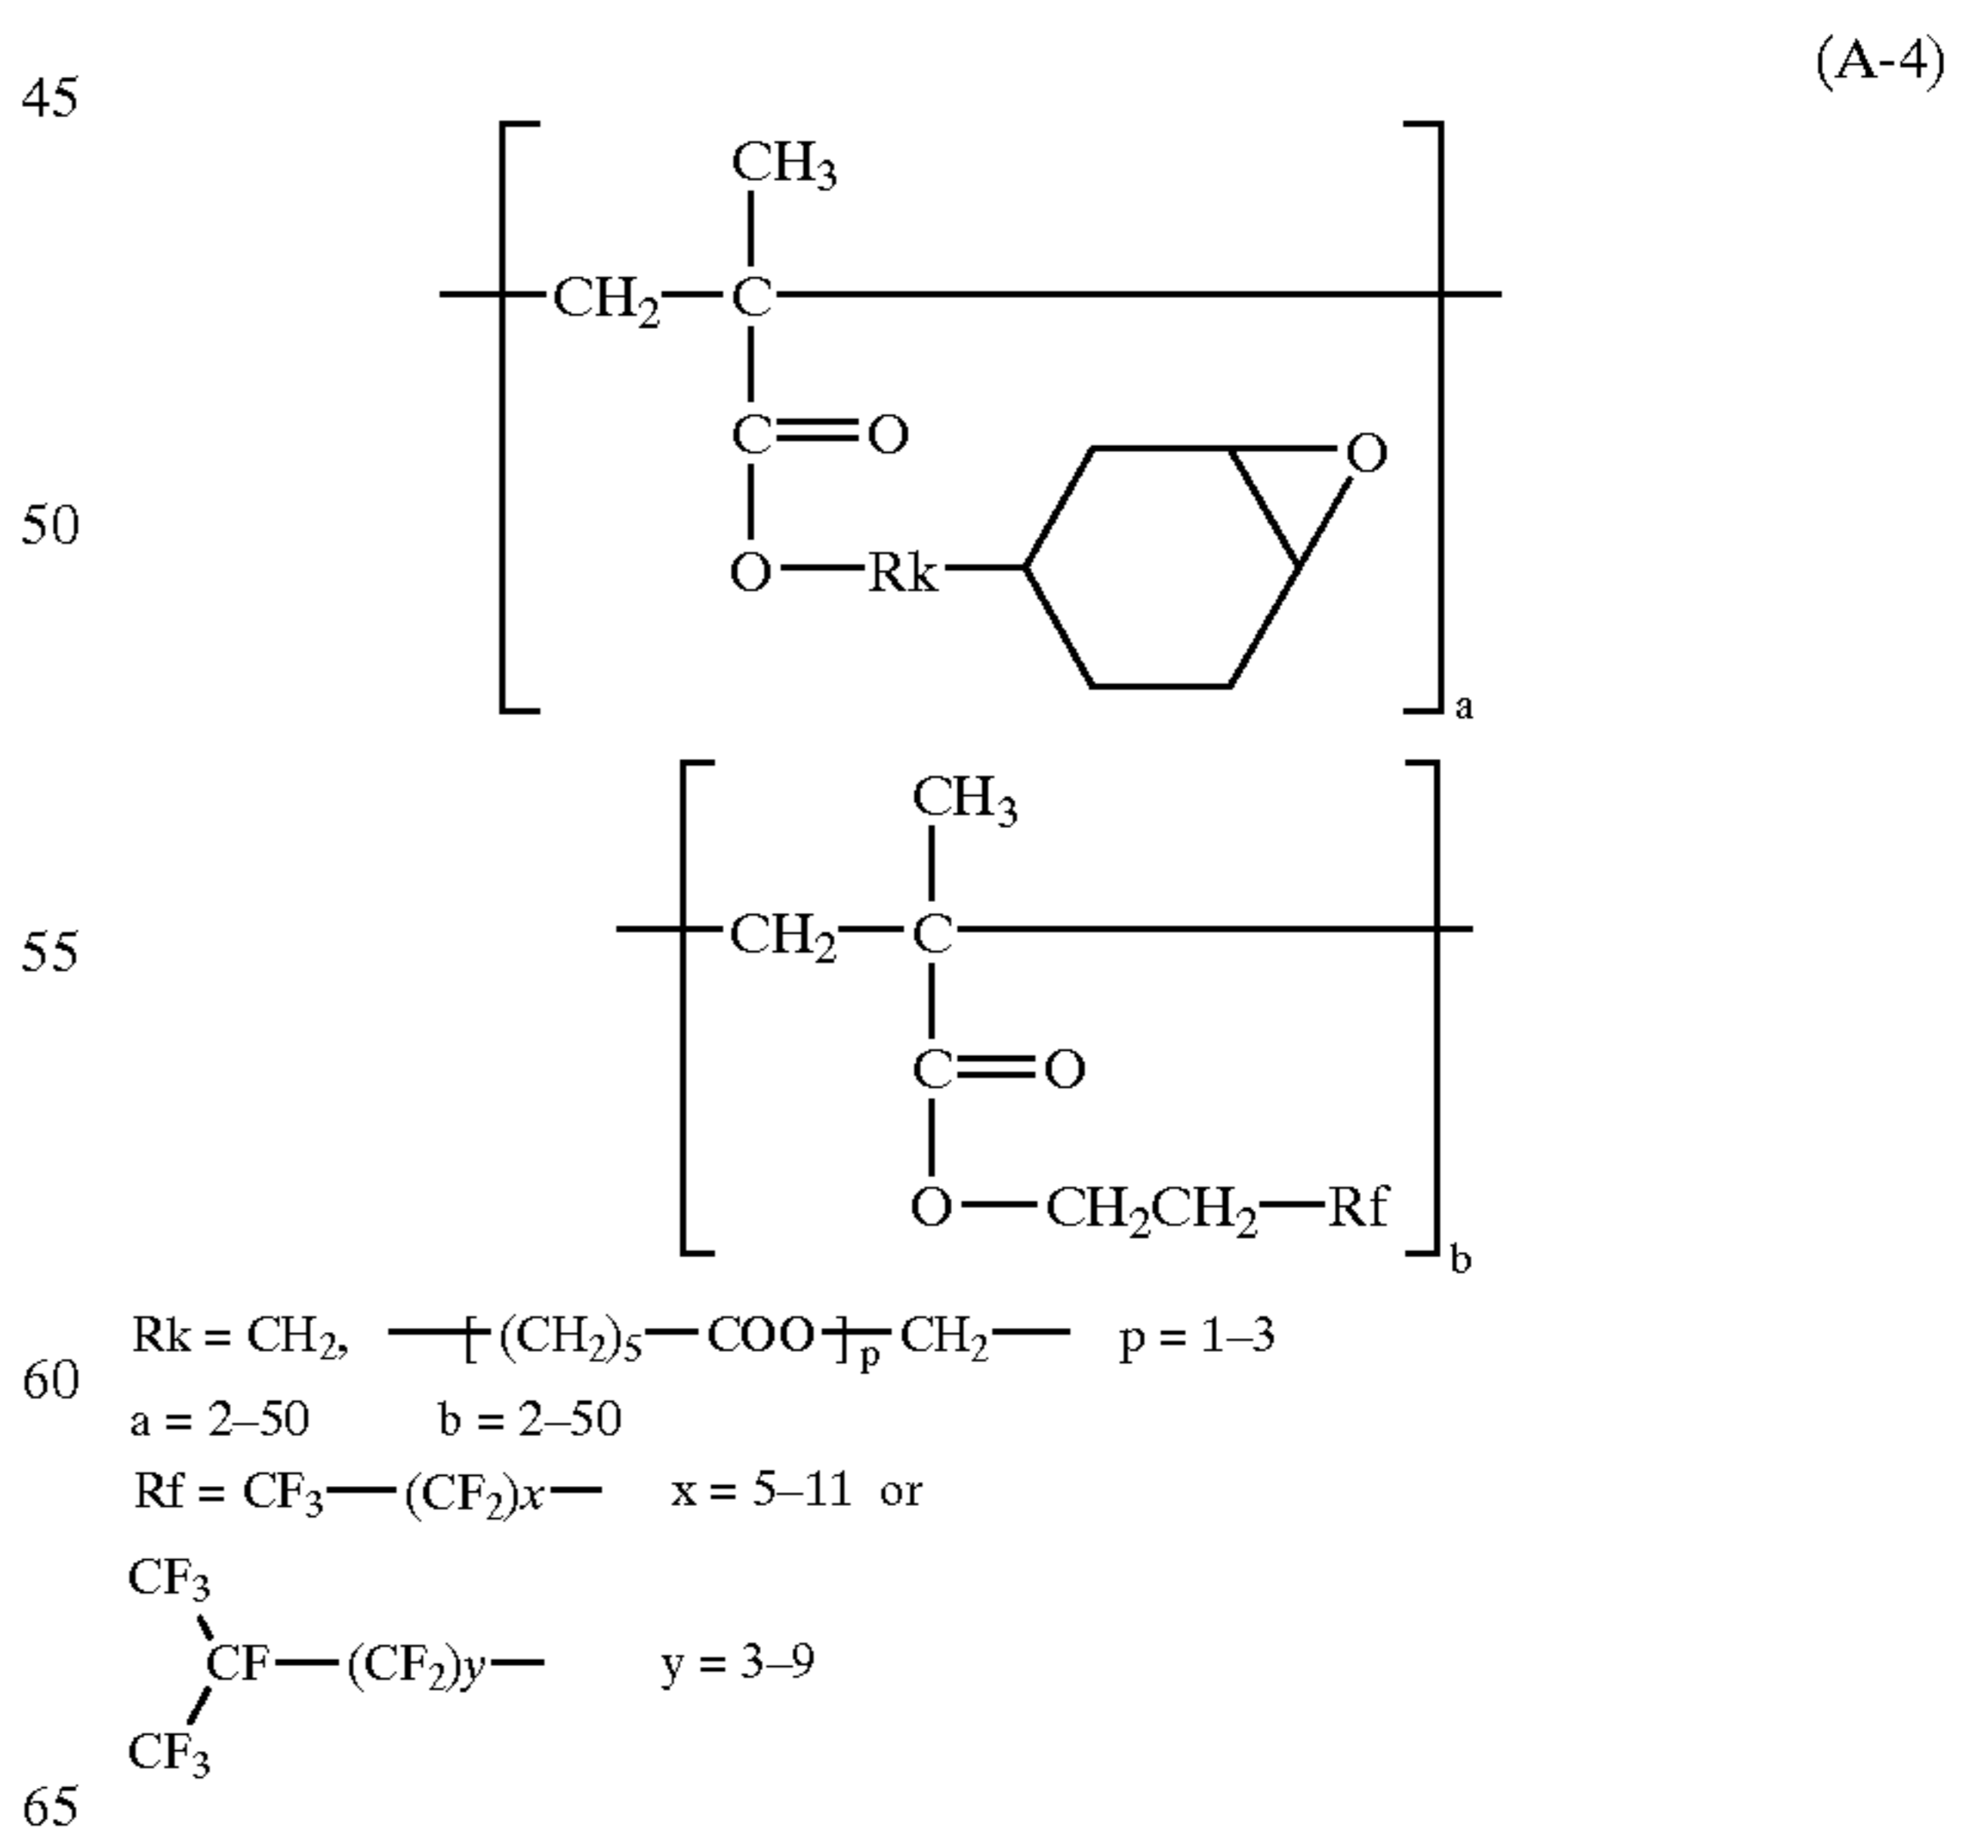 (A-4)
45
CH3
CH2 C
C O
50
O Rk O
a
CH3
CH2 C
55
C O
O CH2CH2 Rf
b
Rk = CH2, —[(CH2)5—COO]p—CH2— p = 1–3
60
a = 2–50 b = 2–50
Rf = CF3—(CF2)x— x = 5–11 or
CF3
CF—(CF2)y— y = 3–9
CF3
65